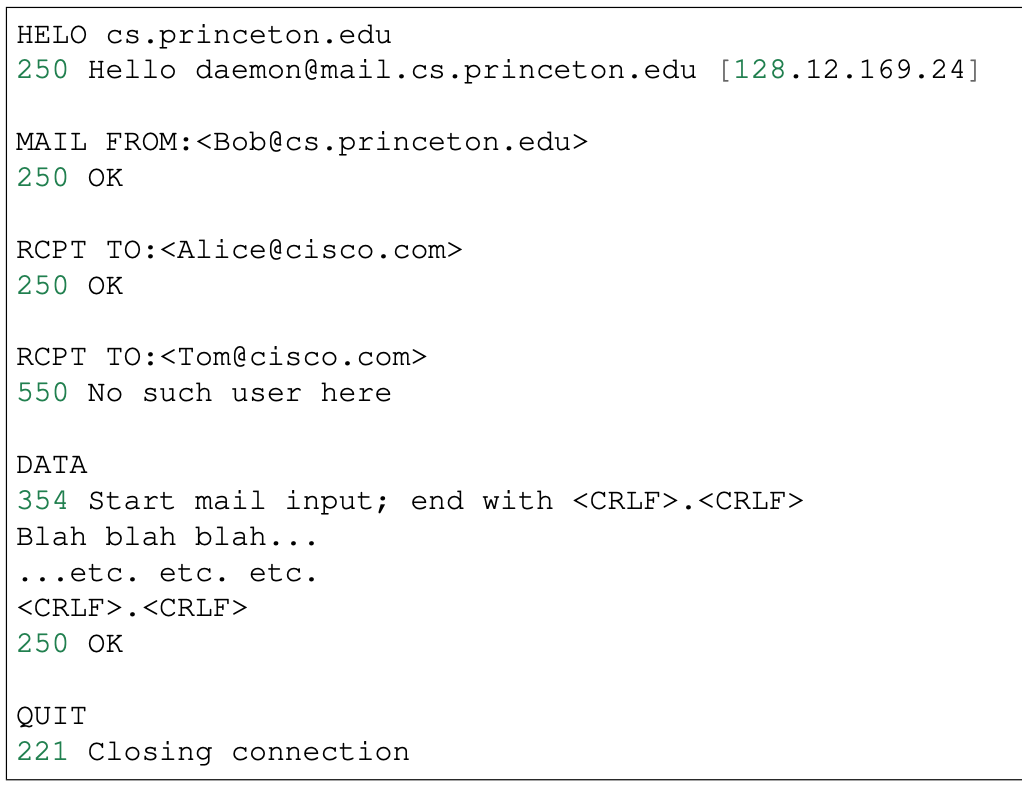 HELO cs.princeton.edu
250 Hello daemon@mail.cs.princeton.edu [128.12.169.24]
MAIL FROM:<Bob@cs.princeton.edu>
250 OK
RCPT TO:<Alice@cisco.com>
250 OK
RCPT TO:<Tom@cisco.com>
550 No such user here
DATA
354 Start mail input; end with <CRLF>.<CRLF>
Blah blah blah...
...etc. etc. etc.
<CRLF>.<CRLF>
250 OK
QUIT
221 Closing connection